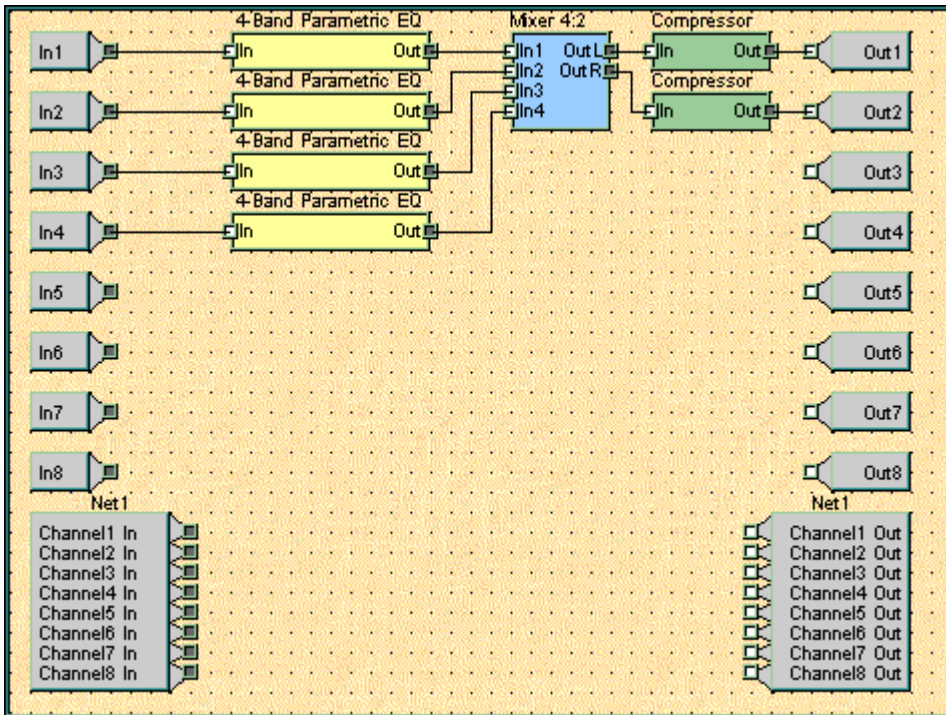 4-Band Parametric EQ Mixer 4:2 Compressor
In1 In Out In1 OutL In Out Out1
4-Band Parametric EQ In2 OutR Compressor
In2 In Out In3 In4 In Out Out2
4-Band Parametric EQ
In3 In Out Out3
4-Band Parametric EQ
In4 In Out Out4
In5 Out5
In6 Out6
In7 Out7
In8 Out8
Net1 Net1
Channel1 In Channel1 Out
Channel2 In Channel2 Out
Channel3 In Channel3 Out
Channel4 In Channel4 Out
Channel5 In Channel5 Out
Channel6 In Channel6 Out
Channel7 In Channel7 Out
Channel8 In Channel8 Out